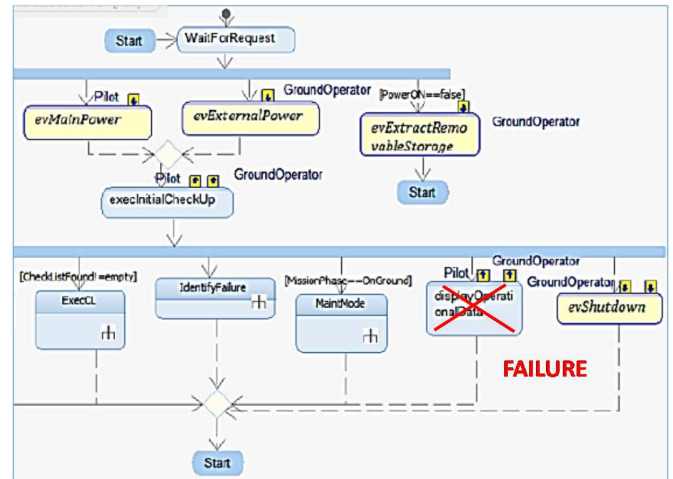 Start
WaitForRequest
Pilot
GroundOperator
[PowerON==false]
evMainPower
evExternalPower
evExtractRemo
vableStorage
GroundOperator
Pilot
GroundOperator
execInitialCheckUp
Start
[CheckListFound!=empty]
ExecCL
IdentifyFailure
[MissionPhase==OnGround]
MaintMode
GroundOperator
Pilot
displayOperati
onalData
GroundOperator
evShutdown
FAILURE
Start